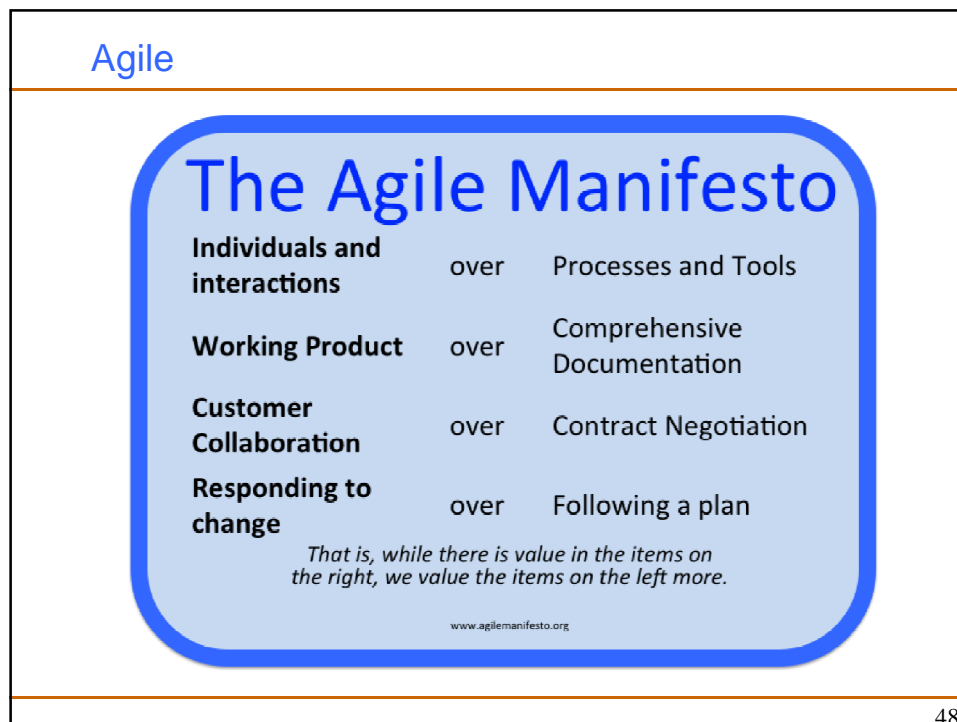 Agile
The Agile Manifesto
Individuals and
interactions
over
Processes and Tools
Working Product
over
Comprehensive
Documentation
Customer
Collaboration
over
Contract Negotiation
Responding to
change
over
Following a plan
That is, while there is value in the items on
the right, we value the items on the left more.
www.agilemanifesto.org
48